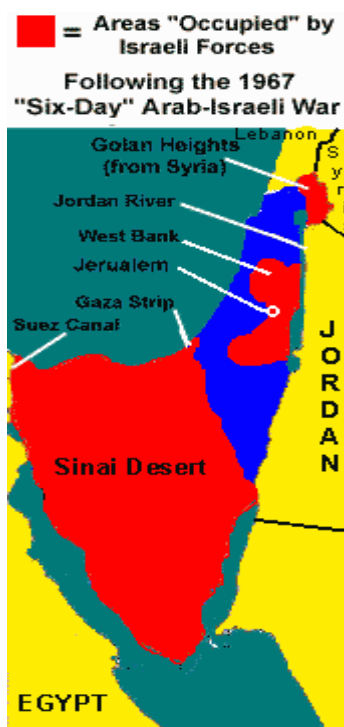 = Areas "Occupied" by
Israeli Forces
Following the 1967
"Six-Day" Arab-Israeli War
Lebanon
Golan Heights
(from Syria)
Syri
Jordan River
West Bank
Jerualem
Gaza Strip
Suez Canal
JORDAN
Sinai Desert
EGYPT